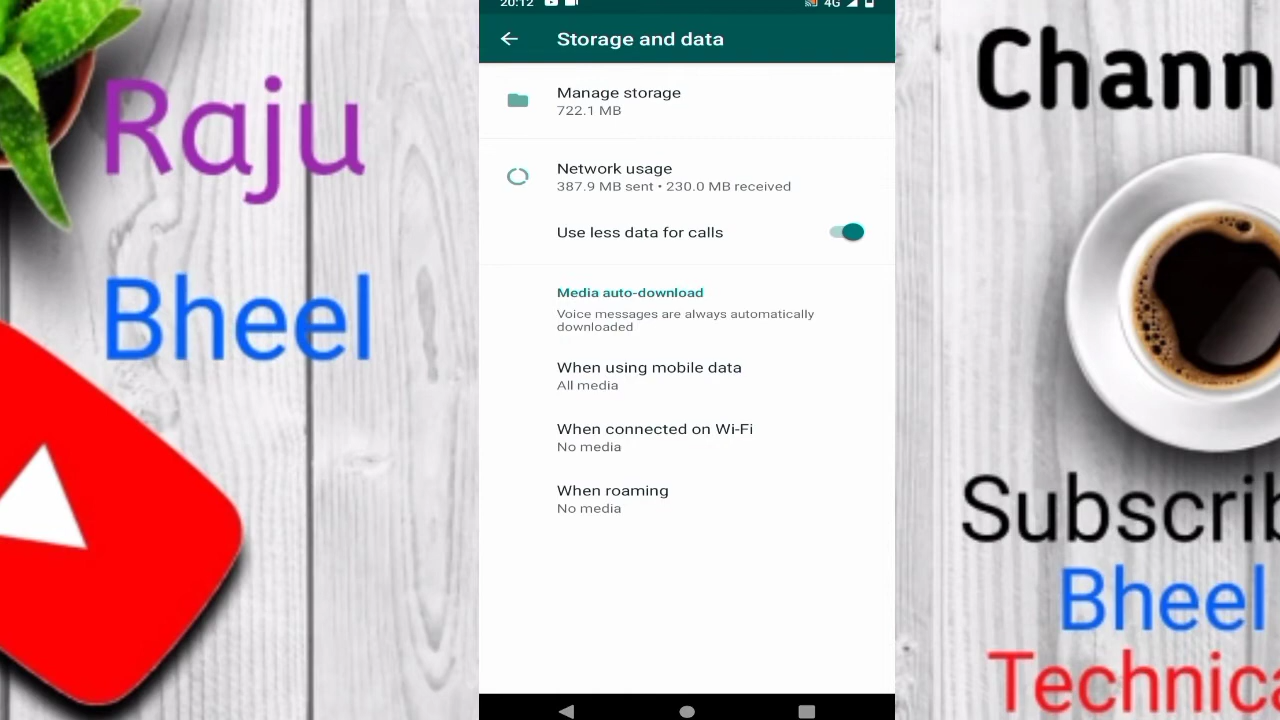 Raju
Bheel
20:12
4G
Storage and data
Manage storage
722.1 MB
Network usage
387.9 MB sent • 230.0 MB received
Use less data for calls
Media auto-download
Voice messages are always automatically
downloaded
When using mobile data
All media
When connected on Wi-Fi
No media
When roaming
No media
Chann
Subscrib
Bheel
Technica